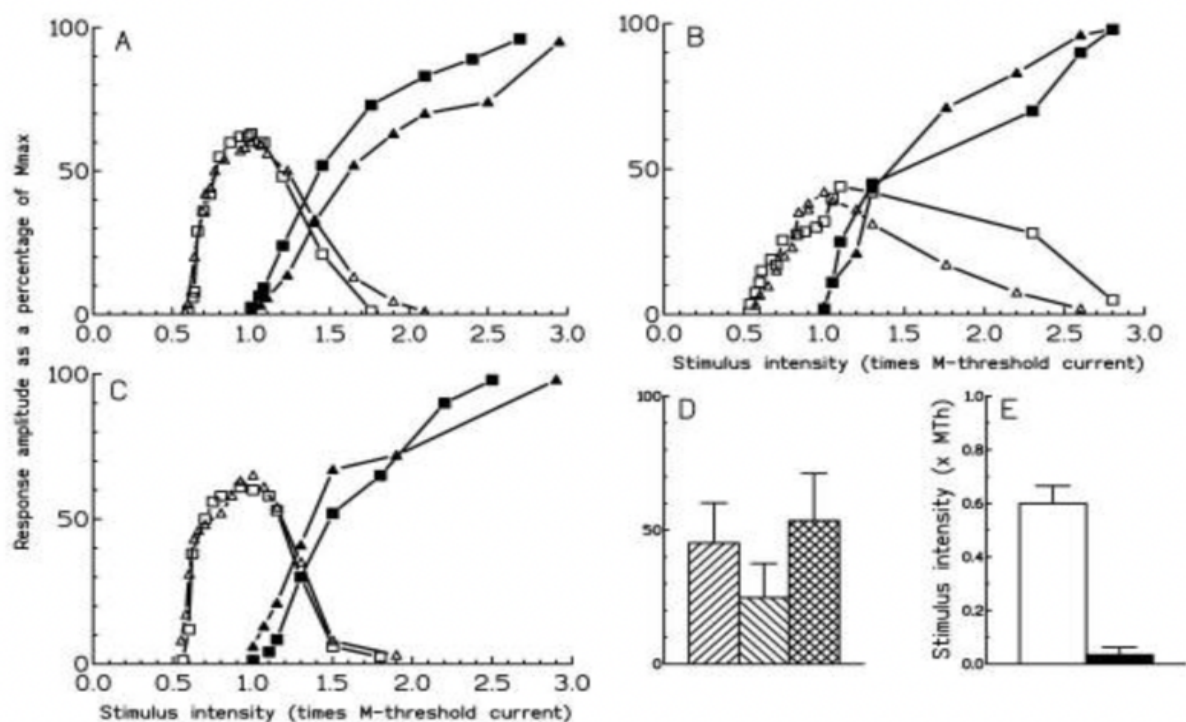 Response amplitude as a percentage of Mmax
A
100
50
0
0.0 0.5 1.0 1.5 2.0 2.5 3.0
B
100
50
0
0.0 0.5 1.0 1.5 2.0 2.5 3.0
Stimulus intensity (times M-threshold current)
C
100
50
0
0.0 0.5 1.0 1.5 2.0 2.5 3.0
Stimulus intensity (times M-threshold current)
D
100
50
0
E
Stimulus intensity (x MTh)
1.0
0.8
0.6
0.4
0.2
0.0